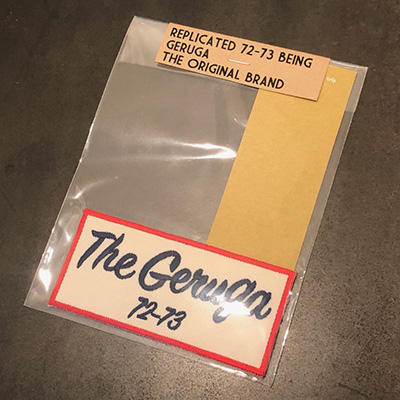 REPLICATED 72-73 BEING
GERUGA
THE ORIGINAL BRAND
The Geruga
72-73